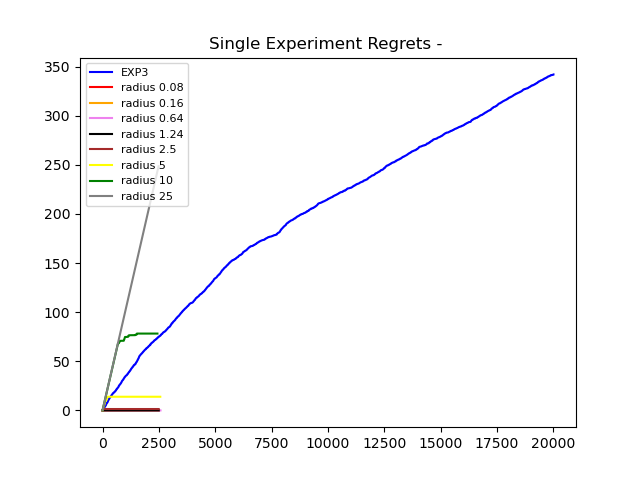 Single Experiment Regrets -
350
300
250
200
150
100
50
0
EXP3
radius 0.08
radius 0.16
radius 0.64
radius 1.24
radius 2.5
radius 5
radius 10
radius 25
0 2500 5000 7500 10000 12500 15000 17500 20000